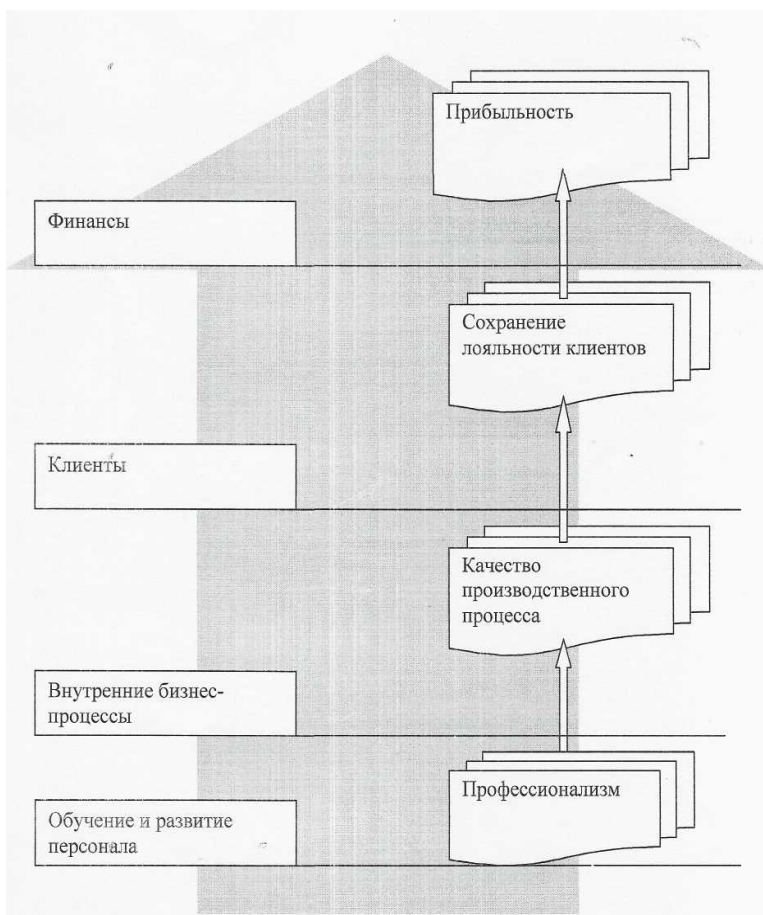 Прибыльность
Финансы
Сохранение
лояльности клиентов
Клиенты
Качество
производственного
процесса
Внутренние бизнес-
процессы
Профессионализм
Обучение и развитие
персонала